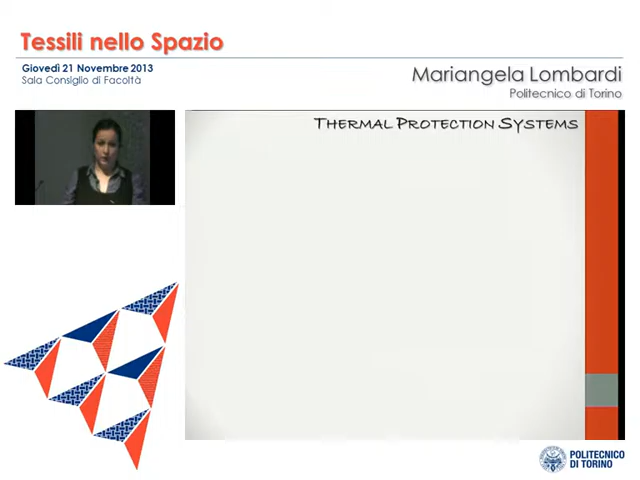 Tessili nello Spazio
Giovedì 21 Novembre 2013
Sala Consiglio di Facoltà
Mariangela Lombardi
Politecnico di Torino
THERMAL PROTECTION SYSTEMS
POLITECNICO
DI TORINO